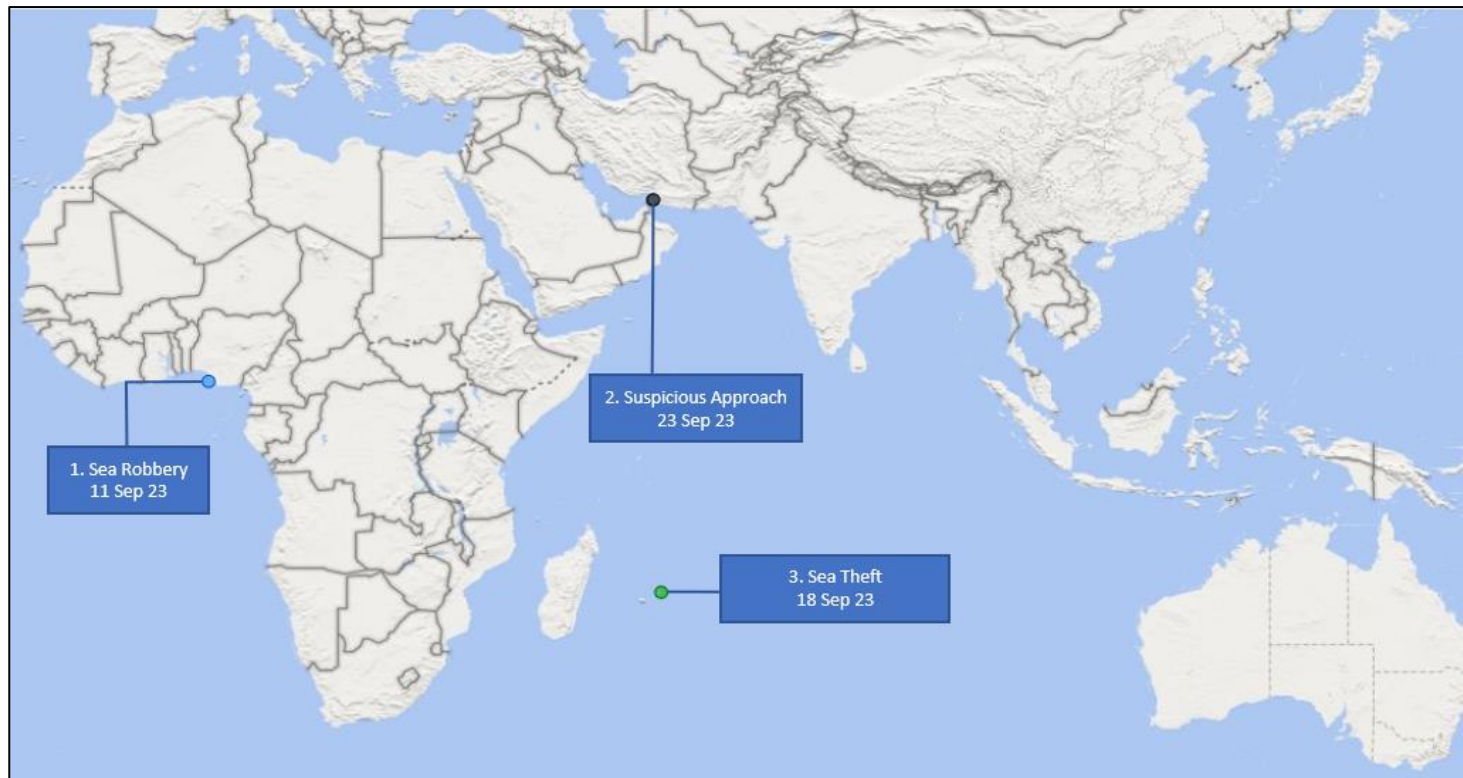 1. Sea Robbery
11 Sep 23
2. Suspicious Approach
23 Sep 23
3. Sea Theft
18 Sep 23